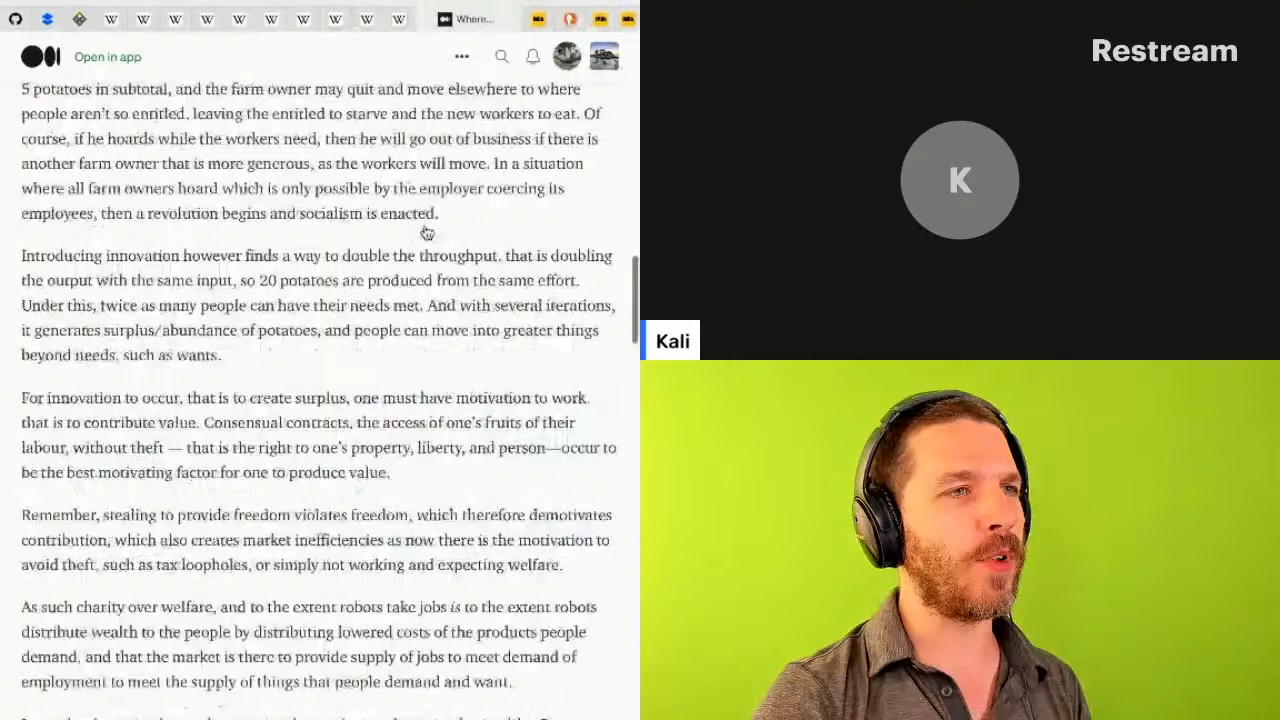 Where...
Open in app
5 potatoes in subtotal, and the farm owner may quit and move elsewhere to where
people aren't so entitled, leaving the entitled to starve and the new workers to eat. Of
course, if he hoards while the workers need, then he will go out of business if there is
another farm owner that is more generous, as the workers will move. In a situation
where all farm owners hoard which is only possible by the employer coercing its
employees, then a revolution begins and socialism is enacted.
Introducing innovation however finds a way to double the throughput, that is doubling
the output with the same input, so 20 potatoes are produced from the same effort.
Under this, twice as many people can have their needs met. And with several iterations,
it generates surplus/abundance of potatoes, and people can move into greater things
beyond needs, such as wants.
For innovation to occur, that is to create surplus, one must have motivation to work,
that is to contribute value. Consensual contracts, the access of one's fruits of their
labour, without theft — that is the right to one's property, liberty, and person—occur to
be the best motivating factor for one to produce value.
Remember, stealing to provide freedom violates freedom, which therefore demotivates
contribution, which also creates market inefficiencies as now there is the motivation to
avoid theft, such as tax loopholes, or simply not working and expecting welfare.
As such charity over welfare, and to the extent robots take jobs is to the extent robots
distribute wealth to the people by distributing lowered costs of the products people
demand, and that the market is there to provide supply of jobs to meet demand of
employment to meet the supply of things that people demand and want.
Restream
K
Kali